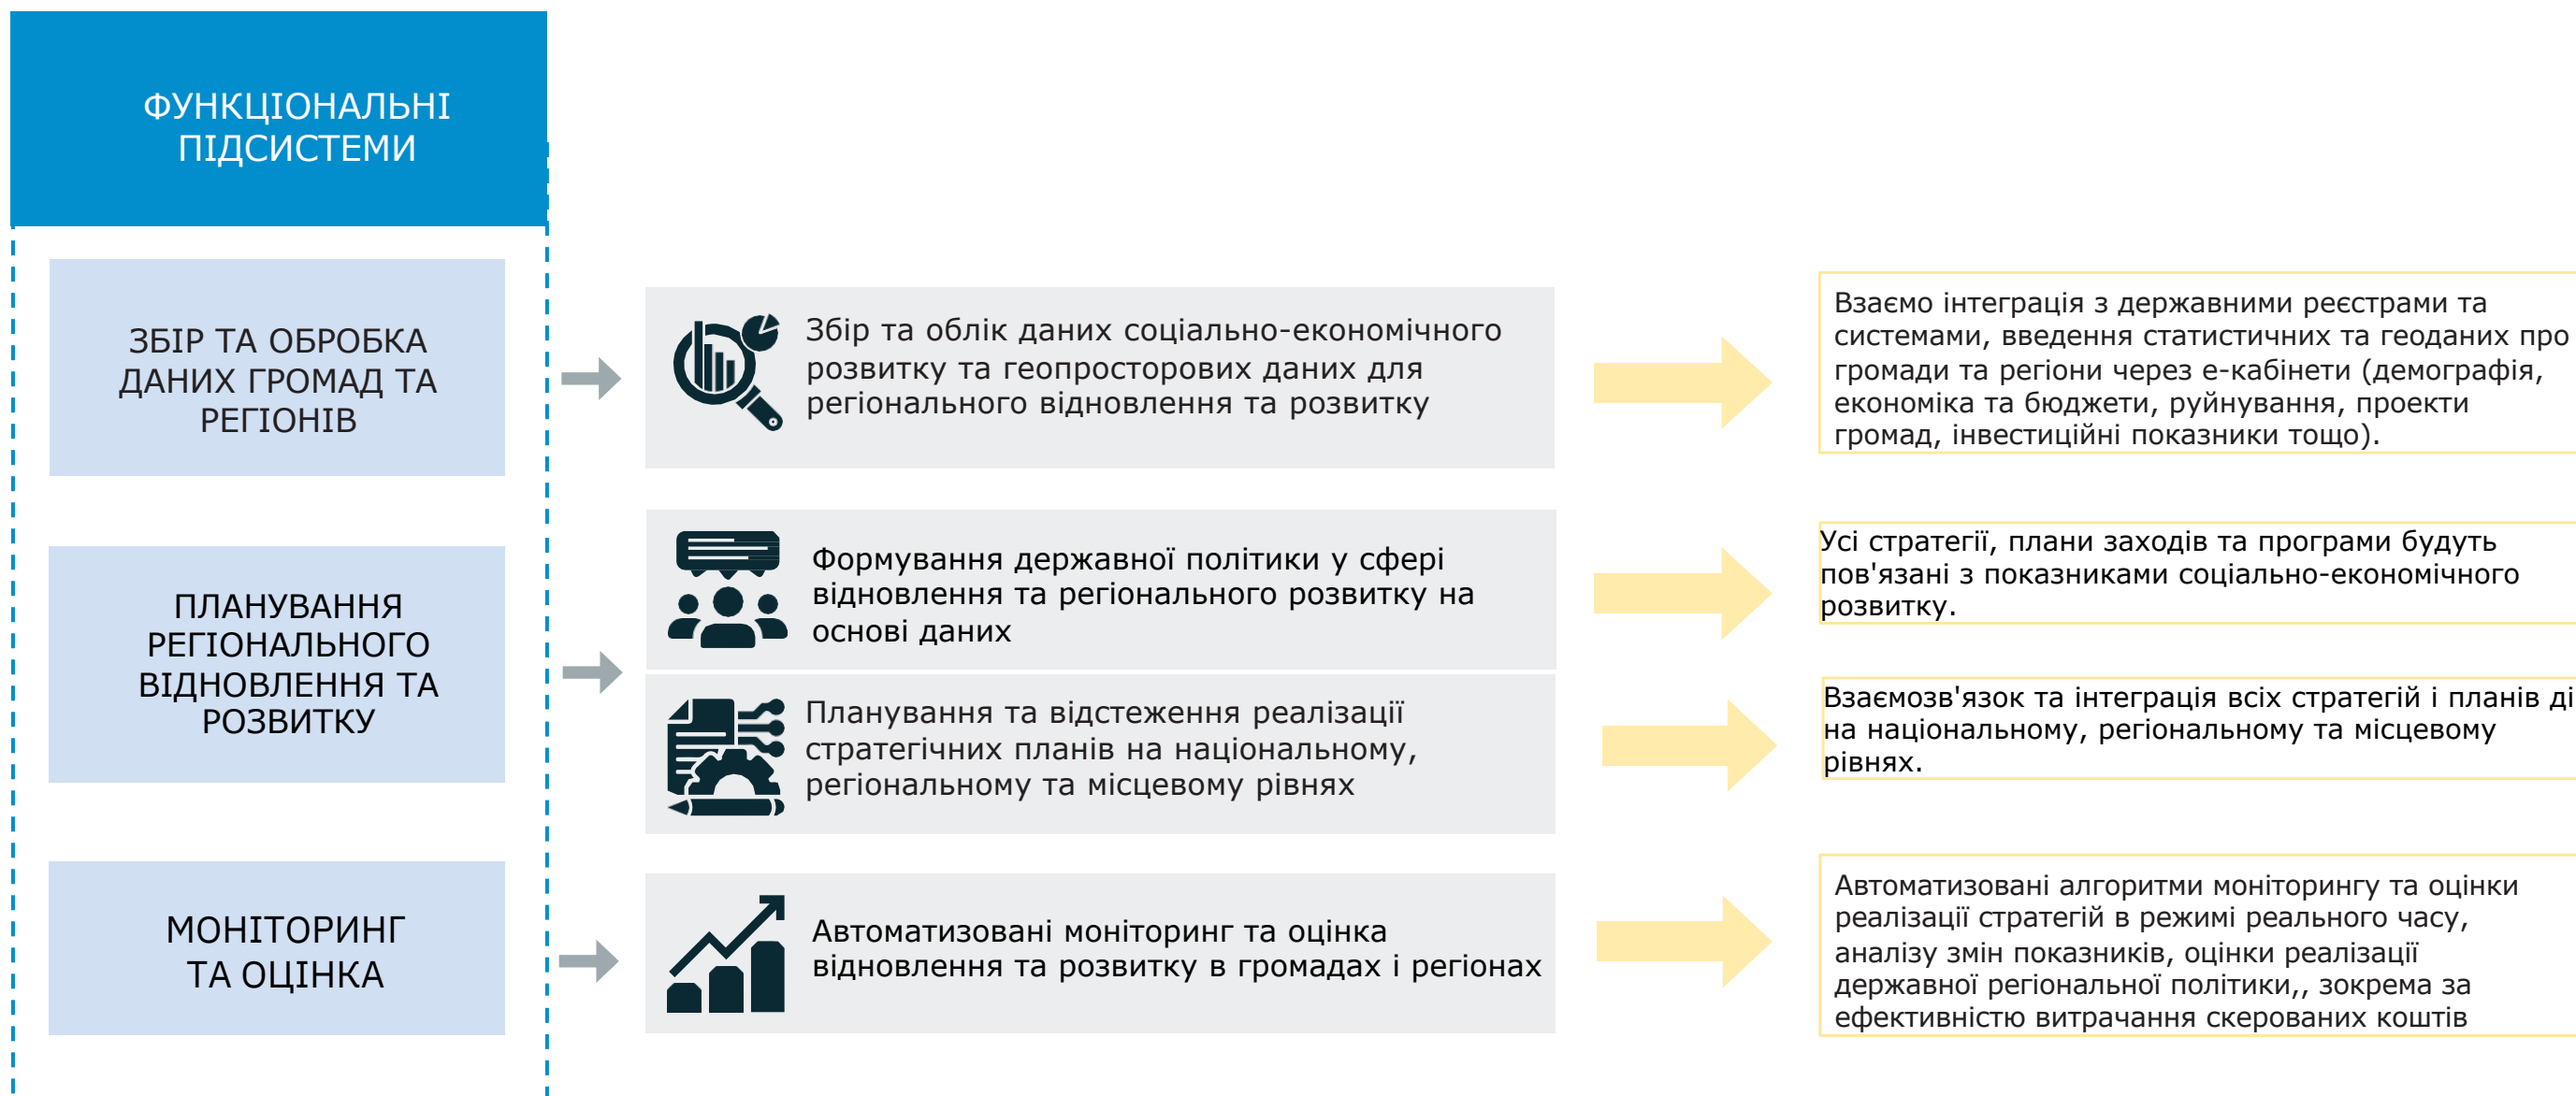 ФУНКЦІОНАЛЬНІ
ПІДСИСТЕМИ
ЗБІР ТА ОБРОБКА
ДАНИХ ГРОМАД ТА
РЕГІОНІВ
Збір та облік даних соціально-економічного
розвитку та геопросторових даних для
регіонального відновлення та розвитку
Взаємо інтеграція з державними реєстрами та
системами, введення статистичних та геоданих про
громади та регіони через е-кабінети (демографія,
економіка та бюджети, руйнування, проекти
громад, інвестиційні показники тощо).
ПЛАНУВАННЯ
РЕГІОНАЛЬНОГО
ВІДНОВЛЕННЯ ТА
РОЗВИТКУ
Формування державної політики у сфері
відновлення та регіонального розвитку на
основі даних
Усі стратегії, плани заходів та програми будуть
пов'язані з показниками соціально-економічного
розвитку.
Планування та відстеження реалізації
стратегічних планів на національному,
регіональному та місцевому рівнях
Взаємозв'язок та інтеграція всіх стратегій і планів ді
на національному, регіональному та місцевому
рівнях.
МОНІТОРИНГ
ТА ОЦІНКА
Автоматизовані моніторинг та оцінка
відновлення та розвитку в громадах і регіонах
Автоматизовані алгоритми моніторингу та оцінки
реалізації стратегій в режимі реального часу,
аналізу змін показників, оцінки реалізації
державної регіональної політики,, зокрема за
ефективністю витрачання скерованих коштів